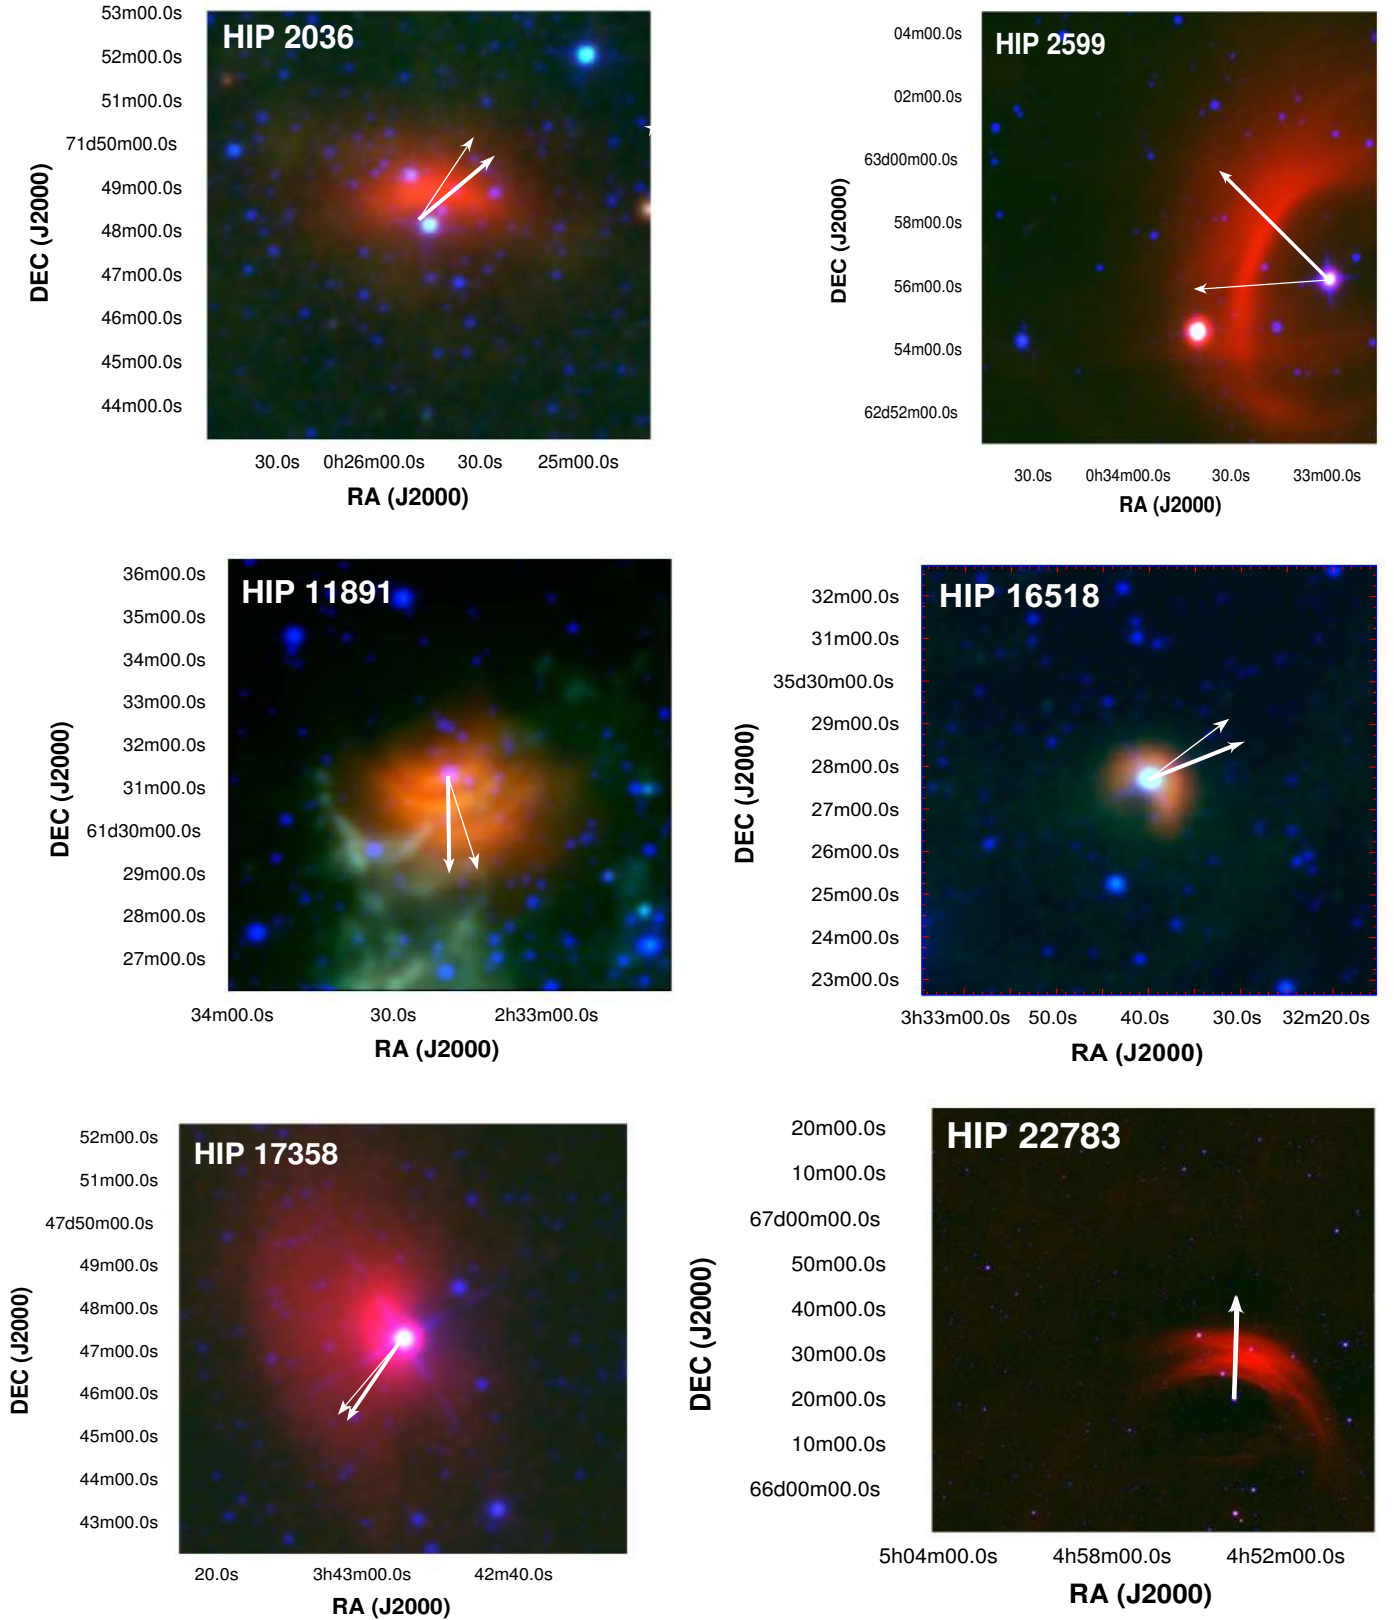 HIP 2036
53m00.0s
52m00.0s
51m00.0s
71d50m00.0s
49m00.0s
48m00.0s
47m00.0s
46m00.0s
45m00.0s
44m00.0s
DEC (J2000)
30.0s 0h26m00.0s 30.0s 25m00.0s
RA (J2000)
HIP 2599
04m00.0s
02m00.0s
63d00m00.0s
58m00.0s
56m00.0s
54m00.0s
62d52m00.0s
DEC (J2000)
30.0s 0h34m00.0s 30.0s 33m00.0s
RA (J2000)
HIP 11891
36m00.0s
35m00.0s
34m00.0s
33m00.0s
32m00.0s
31m00.0s
61d30m00.0s
29m00.0s
28m00.0s
27m00.0s
DEC (J2000)
34m00.0s 30.0s 2h33m00.0s
RA (J2000)
HIP 16518
32m00.0s
31m00.0s
35d30m00.0s
29m00.0s
28m00.0s
27m00.0s
26m00.0s
25m00.0s
24m00.0s
23m00.0s
DEC (J2000)
3h33m00.0s 50.0s 40.0s 30.0s 32m20.0s
RA (J2000)
HIP 17358
52m00.0s
51m00.0s
47d50m00.0s
49m00.0s
48m00.0s
47m00.0s
46m00.0s
45m00.0s
44m00.0s
43m00.0s
DEC (J2000)
20.0s 3h43m00.0s 42m40.0s
RA (J2000)
HIP 22783
20m00.0s
10m00.0s
67d00m00.0s
50m00.0s
40m00.0s
30m00.0s
20m00.0s
10m00.0s
66d00m00.0s
DEC (J2000)
5h04m00.0s 4h58m00.0s 4h52m00.0s
RA (J2000)